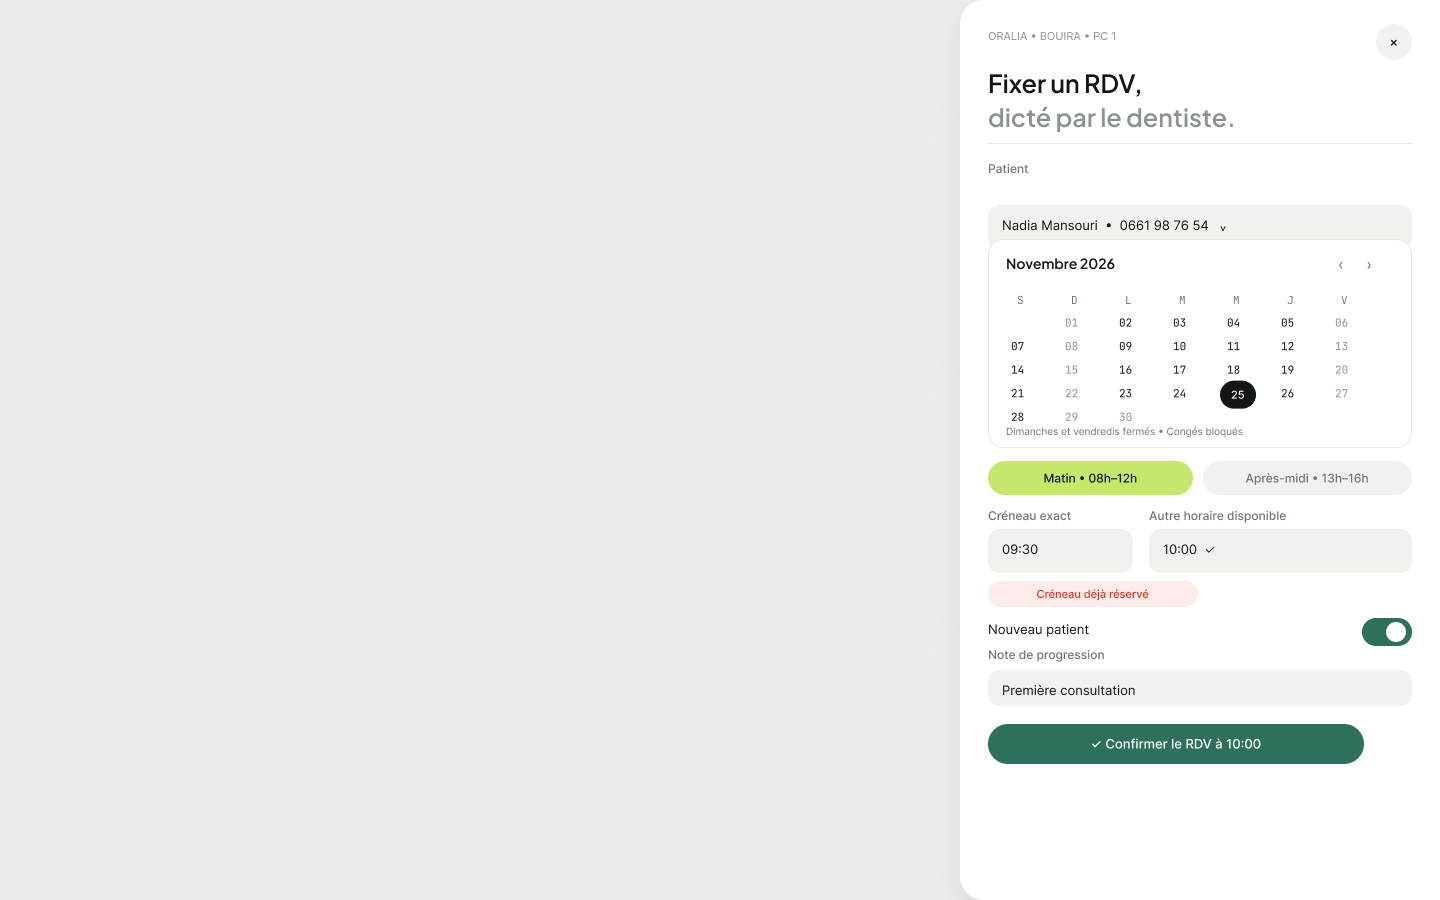 ORALIA • BOUIRA • PC 1
×
Fixer un RDV,
dicté par le dentiste.
Patient
Nadia Mansouri • 0661 98 76 54 v
Novembre 2026 ‹ ›
S D L M M J V
01 02 03 04 05 06
07 08 09 10 11 12 13
14 15 16 17 18 19 20
21 22 23 24 25 26 27
28 29 30
Dimanches et vendredis fermés • Congés bloqués
Matin • 08h–12h Après-midi • 13h–16h
Créneau exact Autre horaire disponible
09:30 10:00 ✓
Créneau déjà réservé
Nouveau patient
Note de progression
Première consultation
✓ Confirmer le RDV à 10:00